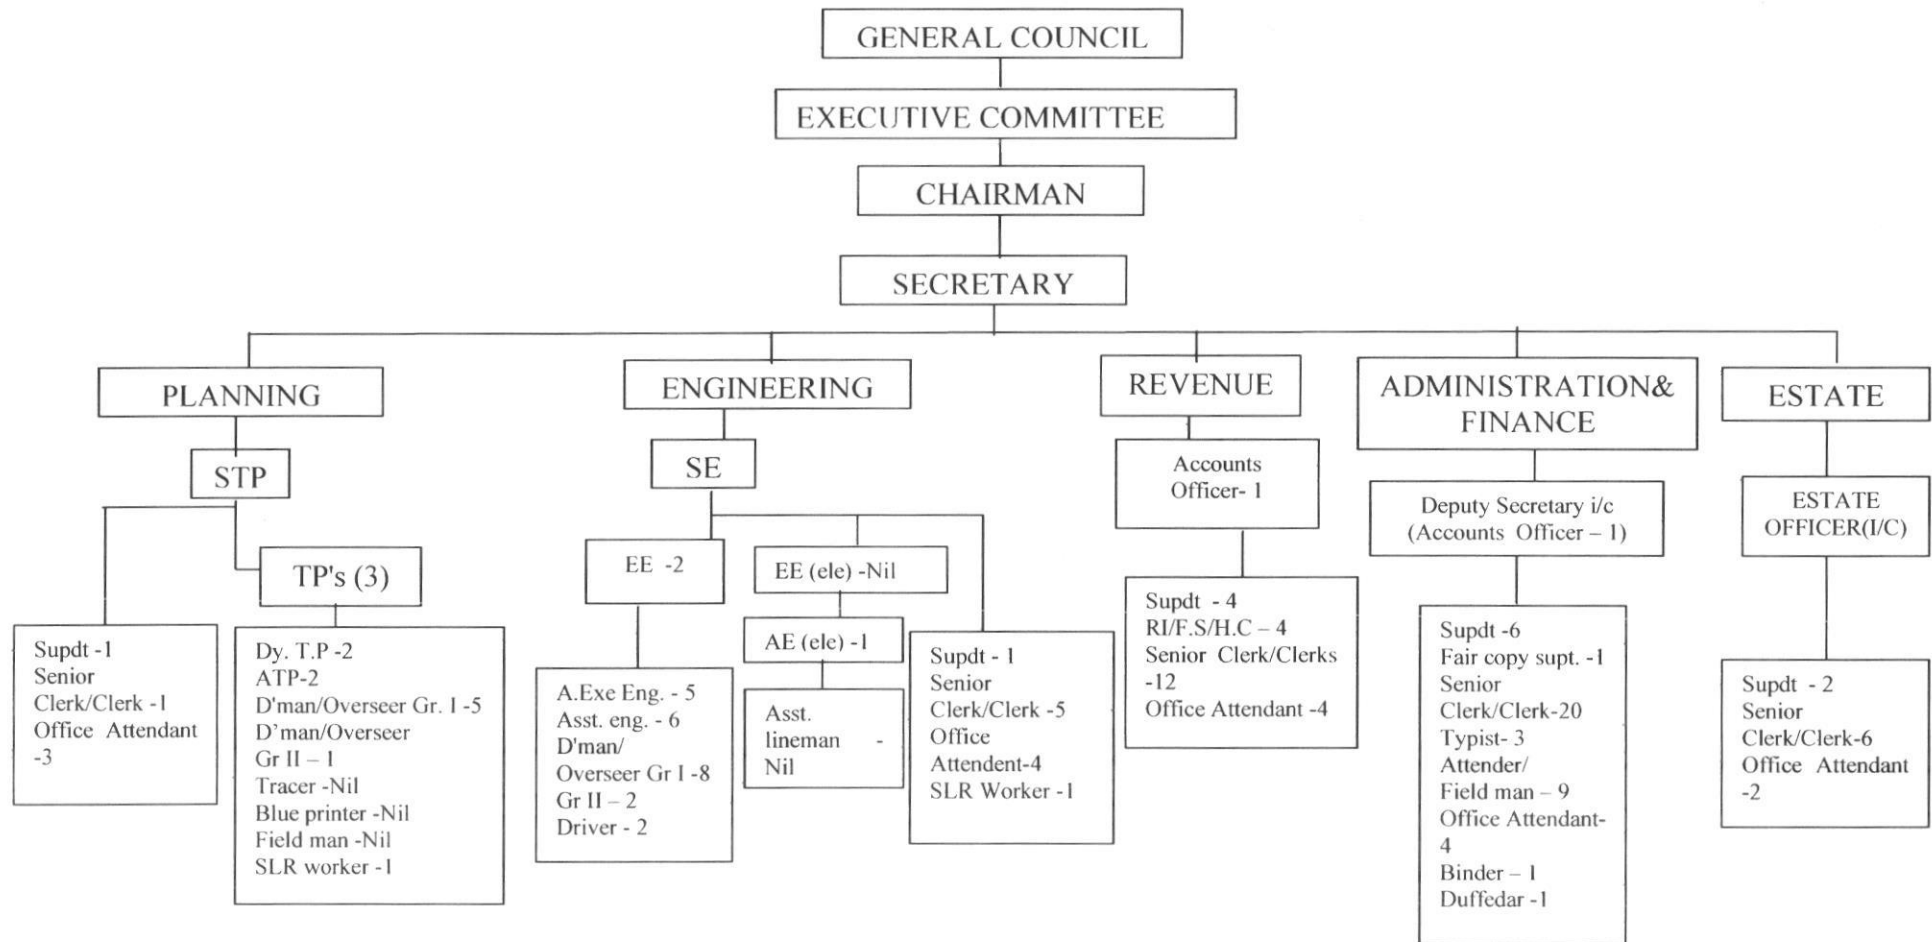 GENERAL COUNCIL
EXECUTIVE COMMITTEE
CHAIRMAN
SECRETARY
PLANNING
STP
Supdt -1
Senior
Clerk/Clerk -1
Office Attendant
-3
TP's (3)
Dy. T.P -2
ATP-2
D'man/Overseer Gr. I -5
D’man/Overseer
Gr II – 1
Tracer -Nil
Blue printer -Nil
Field man -Nil
SLR worker -1
ENGINEERING
SE
EE -2
A.Exe Eng. - 5
Asst. eng. - 6
D'man/
Overseer Gr I -8
Gr II – 2
Driver - 2
EE (ele) -Nil
AE (ele) -1
Asst.
lineman -
Nil
Supdt - 1
Senior
Clerk/Clerk -5
Office
Attendent-4
SLR Worker -1
REVENUE
Accounts
Officer- 1
Supdt - 4
RI/F.S/H.C – 4
Senior Clerk/Clerks
-12
Office Attendant -4
ADMINISTRATION&
FINANCE
Deputy Secretary i/c
(Accounts Officer – 1)
Supdt -6
Fair copy supt. -1
Senior
Clerk/Clerk-20
Typist- 3
Attender/
Field man – 9
Office Attendant-
4
Binder – 1
Duffedar -1
ESTATE
ESTATE
OFFICER(I/C)
Supdt - 2
Senior
Clerk/Clerk-6
Office Attendant
-2